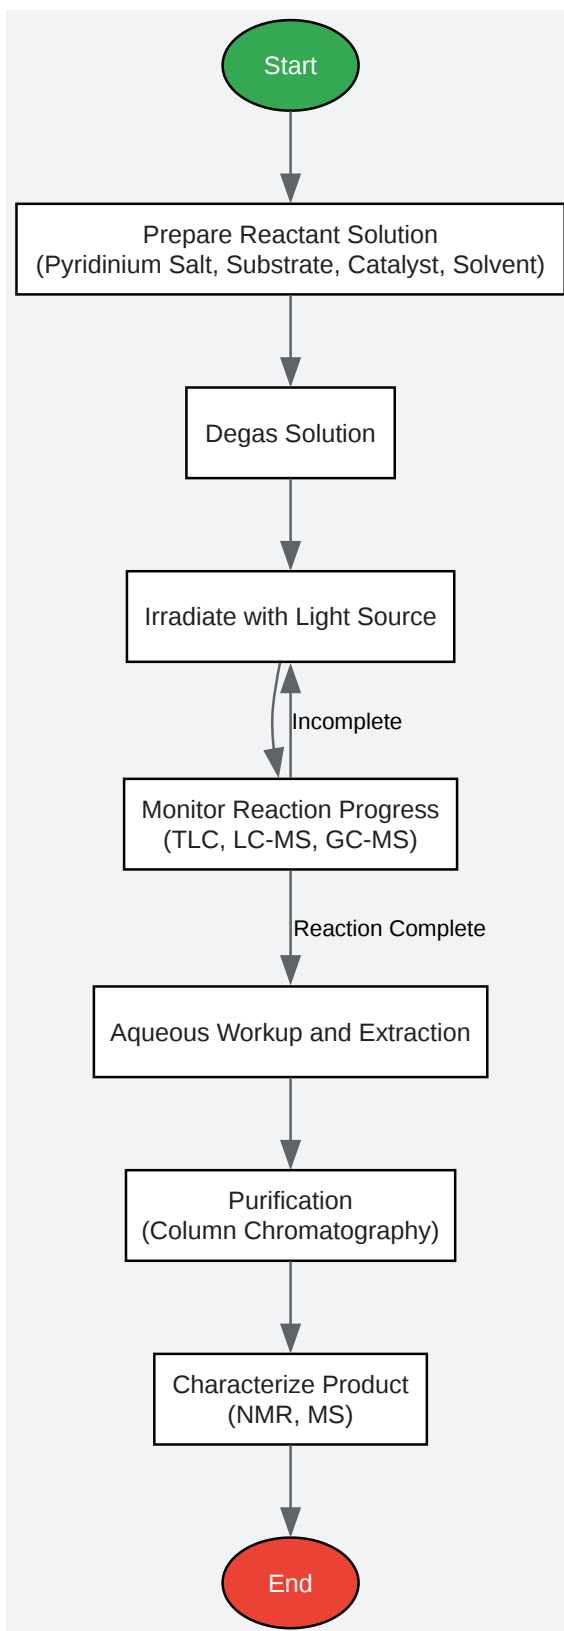 Start
Prepare Reactant Solution
(Pyridinium Salt, Substrate, Catalyst, Solvent)
Degas Solution
Irradiate with Light Source
Incomplete
Monitor Reaction Progress
(TLC, LC-MS, GC-MS)
Reaction Complete
Aqueous Workup and Extraction
Purification
(Column Chromatography)
Characterize Product
(NMR, MS)
End